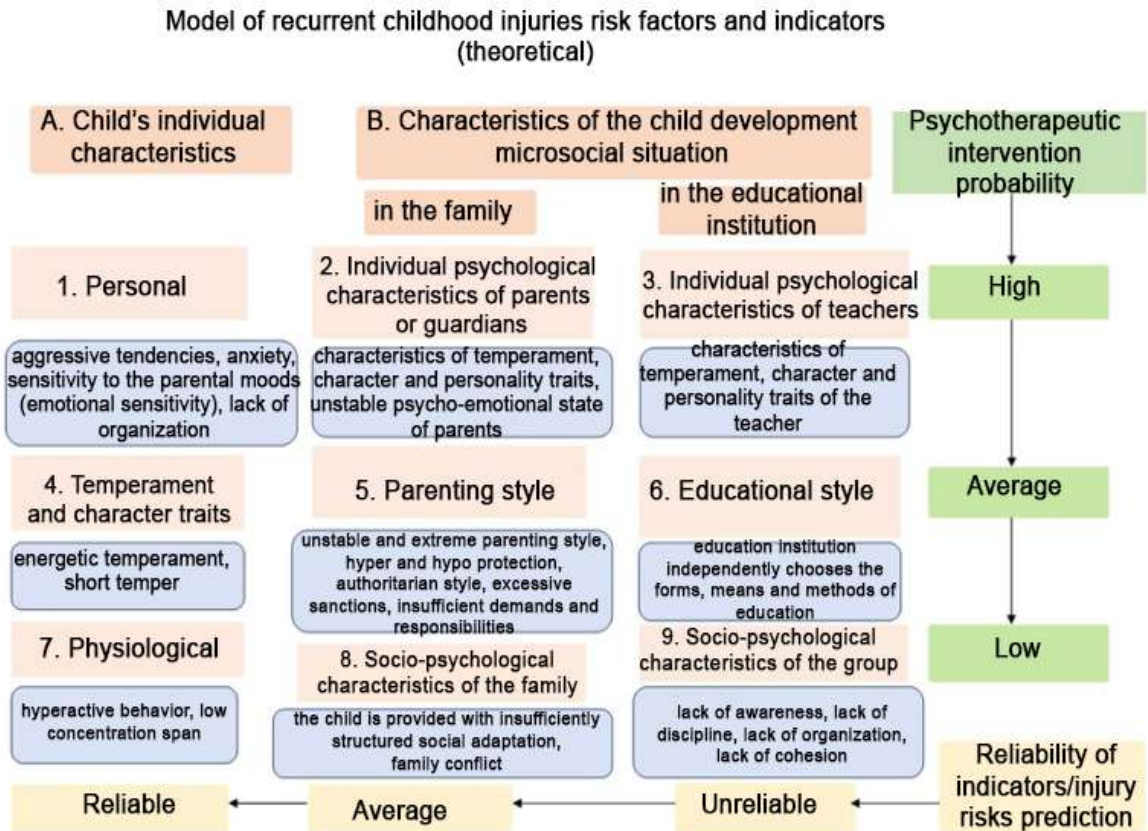 Model of recurrent childhood injuries risk factors and indicators
(theoretical)
A. Child's individual
characteristics
B. Characteristics of the child development
microsocial situation
Psychotherapeutic
intervention
probability
in the family
in the educational
institution
1. Personal
2. Individual psychological
characteristics of parents
or guardians
3. Individual psychological
characteristics of teachers
High
aggressive tendencies, anxiety,
sensitivity to the parental moods
(emotional sensitivity), lack of
organization
characteristics of temperament,
character and personality traits,
unstable psycho-emotional state
of parents
characteristics of
temperament, character and
personality traits of the
teacher
4. Temperament
and character traits
5. Parenting style
6. Educational style
Average
energetic temperament,
short temper
unstable and extreme parenting style,
hyper and hypo protection,
authoritarian style, excessive
sanctions, insufficient demands and
responsibilities
education institution
independently chooses the
forms, means and methods of
education
7. Physiological
8. Socio-psychological
characteristics of the family
9. Socio-psychological
characteristics of the group
Low
hyperactive behavior, low
concentration span
the child is provided with insufficiently
structured social adaptation,
family conflict
lack of awareness, lack of
discipline, lack of organization,
lack of cohesion
Reliable
Average
Unreliable
Reliability of
indicators/injury
risks prediction